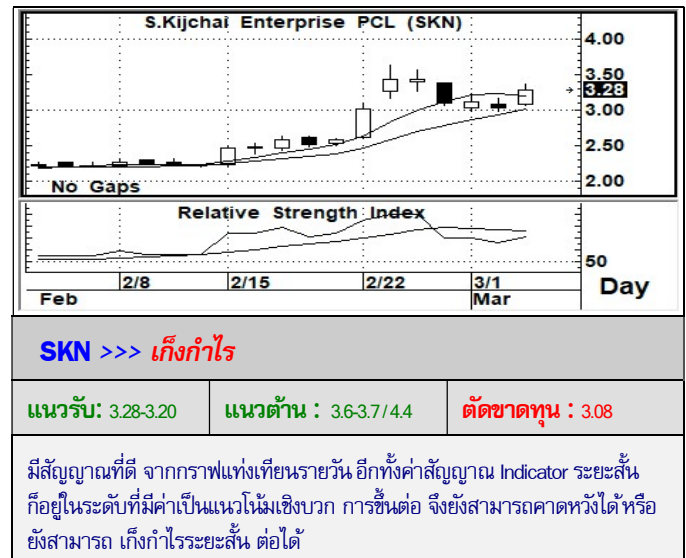 S.Kijchai Enterprise PCL (SKN)
4.00
3.50
3.28
3.00
2.50
2.00
No Gaps
Relative Strength Index
50
2/8 2/15 2/22 3/1
Feb Mar
Day
SKN >>> เก็งกำไร
แนวรับ: 3.28-3.20 แนวต้าน : 3.6-3.7/4.4 ตัดขาดทุน : 3.08
มีสัญญาณที่ดี จากกราฟแท่งเทียนรายวัน อีกทั้งค่าสัญญาณ Indicator ระยะสั้น
ก็อยู่ในระดับที่มีค่าเป็นแนวโน้มเชิงบวก การขึ้นต่อ จึงยังสามารถคาดหวังได้ หรือ
ยังสามารถ เก็งกำไรระยะสั้น ต่อได้